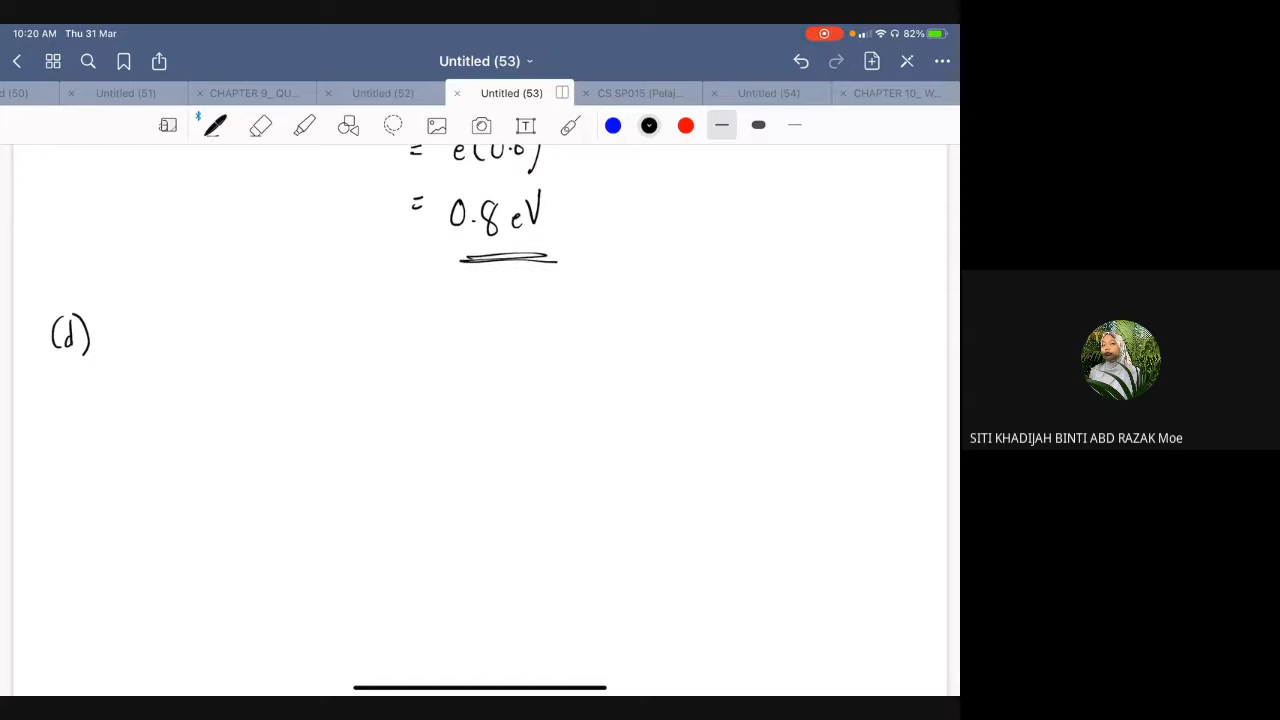 10:20 AM Thu 31 Mar
82%
Untitled (53)
d (50)
Untitled (51)
CHAPTER 9_ QU...
Untitled (52)
Untitled (53)
CS SP015 (Pelaj...
Untitled (54)
CHAPTER 10_ W...
T
= e(0.8)
= 0.8 eV
(d)
SITI KHADIJAH BINTI ABD RAZAK Moe